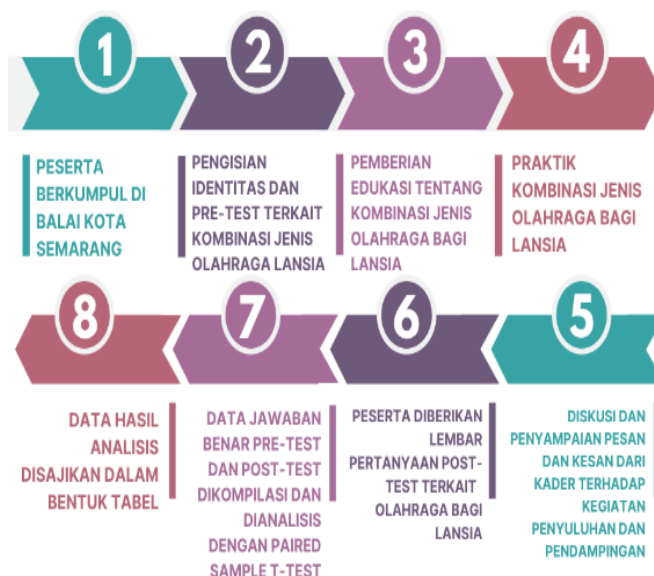 1
PESERTA
BERKUMPUL DI
BALAI KOTA
SEMARANG
2
PENGISIAN
IDENTITAS DAN
PRE-TEST TERKAIT
KOMBINASI JENIS
OLAHRAGA LANSIA
3
PEMBERIAN
EDUKASI TENTANG
KOMBINASI JENIS
OLAHRAGA BAGI
LANSIA
4
PRAKTIK
KOMBINASI JENIS
OLAHRAGA BAGI
LANSIA
5
DISKUSI DAN
PENYAMPAIAN PESAN
DAN KESAN DARI
KADER TERHADAP
KEGIATAN
PENYULUHAN DAN
PENDAMPINGAN
6
PESERTA DIBERIKAN
LEMBAR
PERTANYAAN POST-
TEST TERKAIT
OLAHRAGA BAGI
LANSIA
7
DATA JAWABAN
BENAR PRE-TEST
DAN POST-TEST
DIKOMPILASI DAN
DIANALISIS
DENGAN PAIRED
SAMPLE T-TEST
8
DATA HASIL
ANALISIS
DISAJIKAN DALAM
BENTUK TABEL